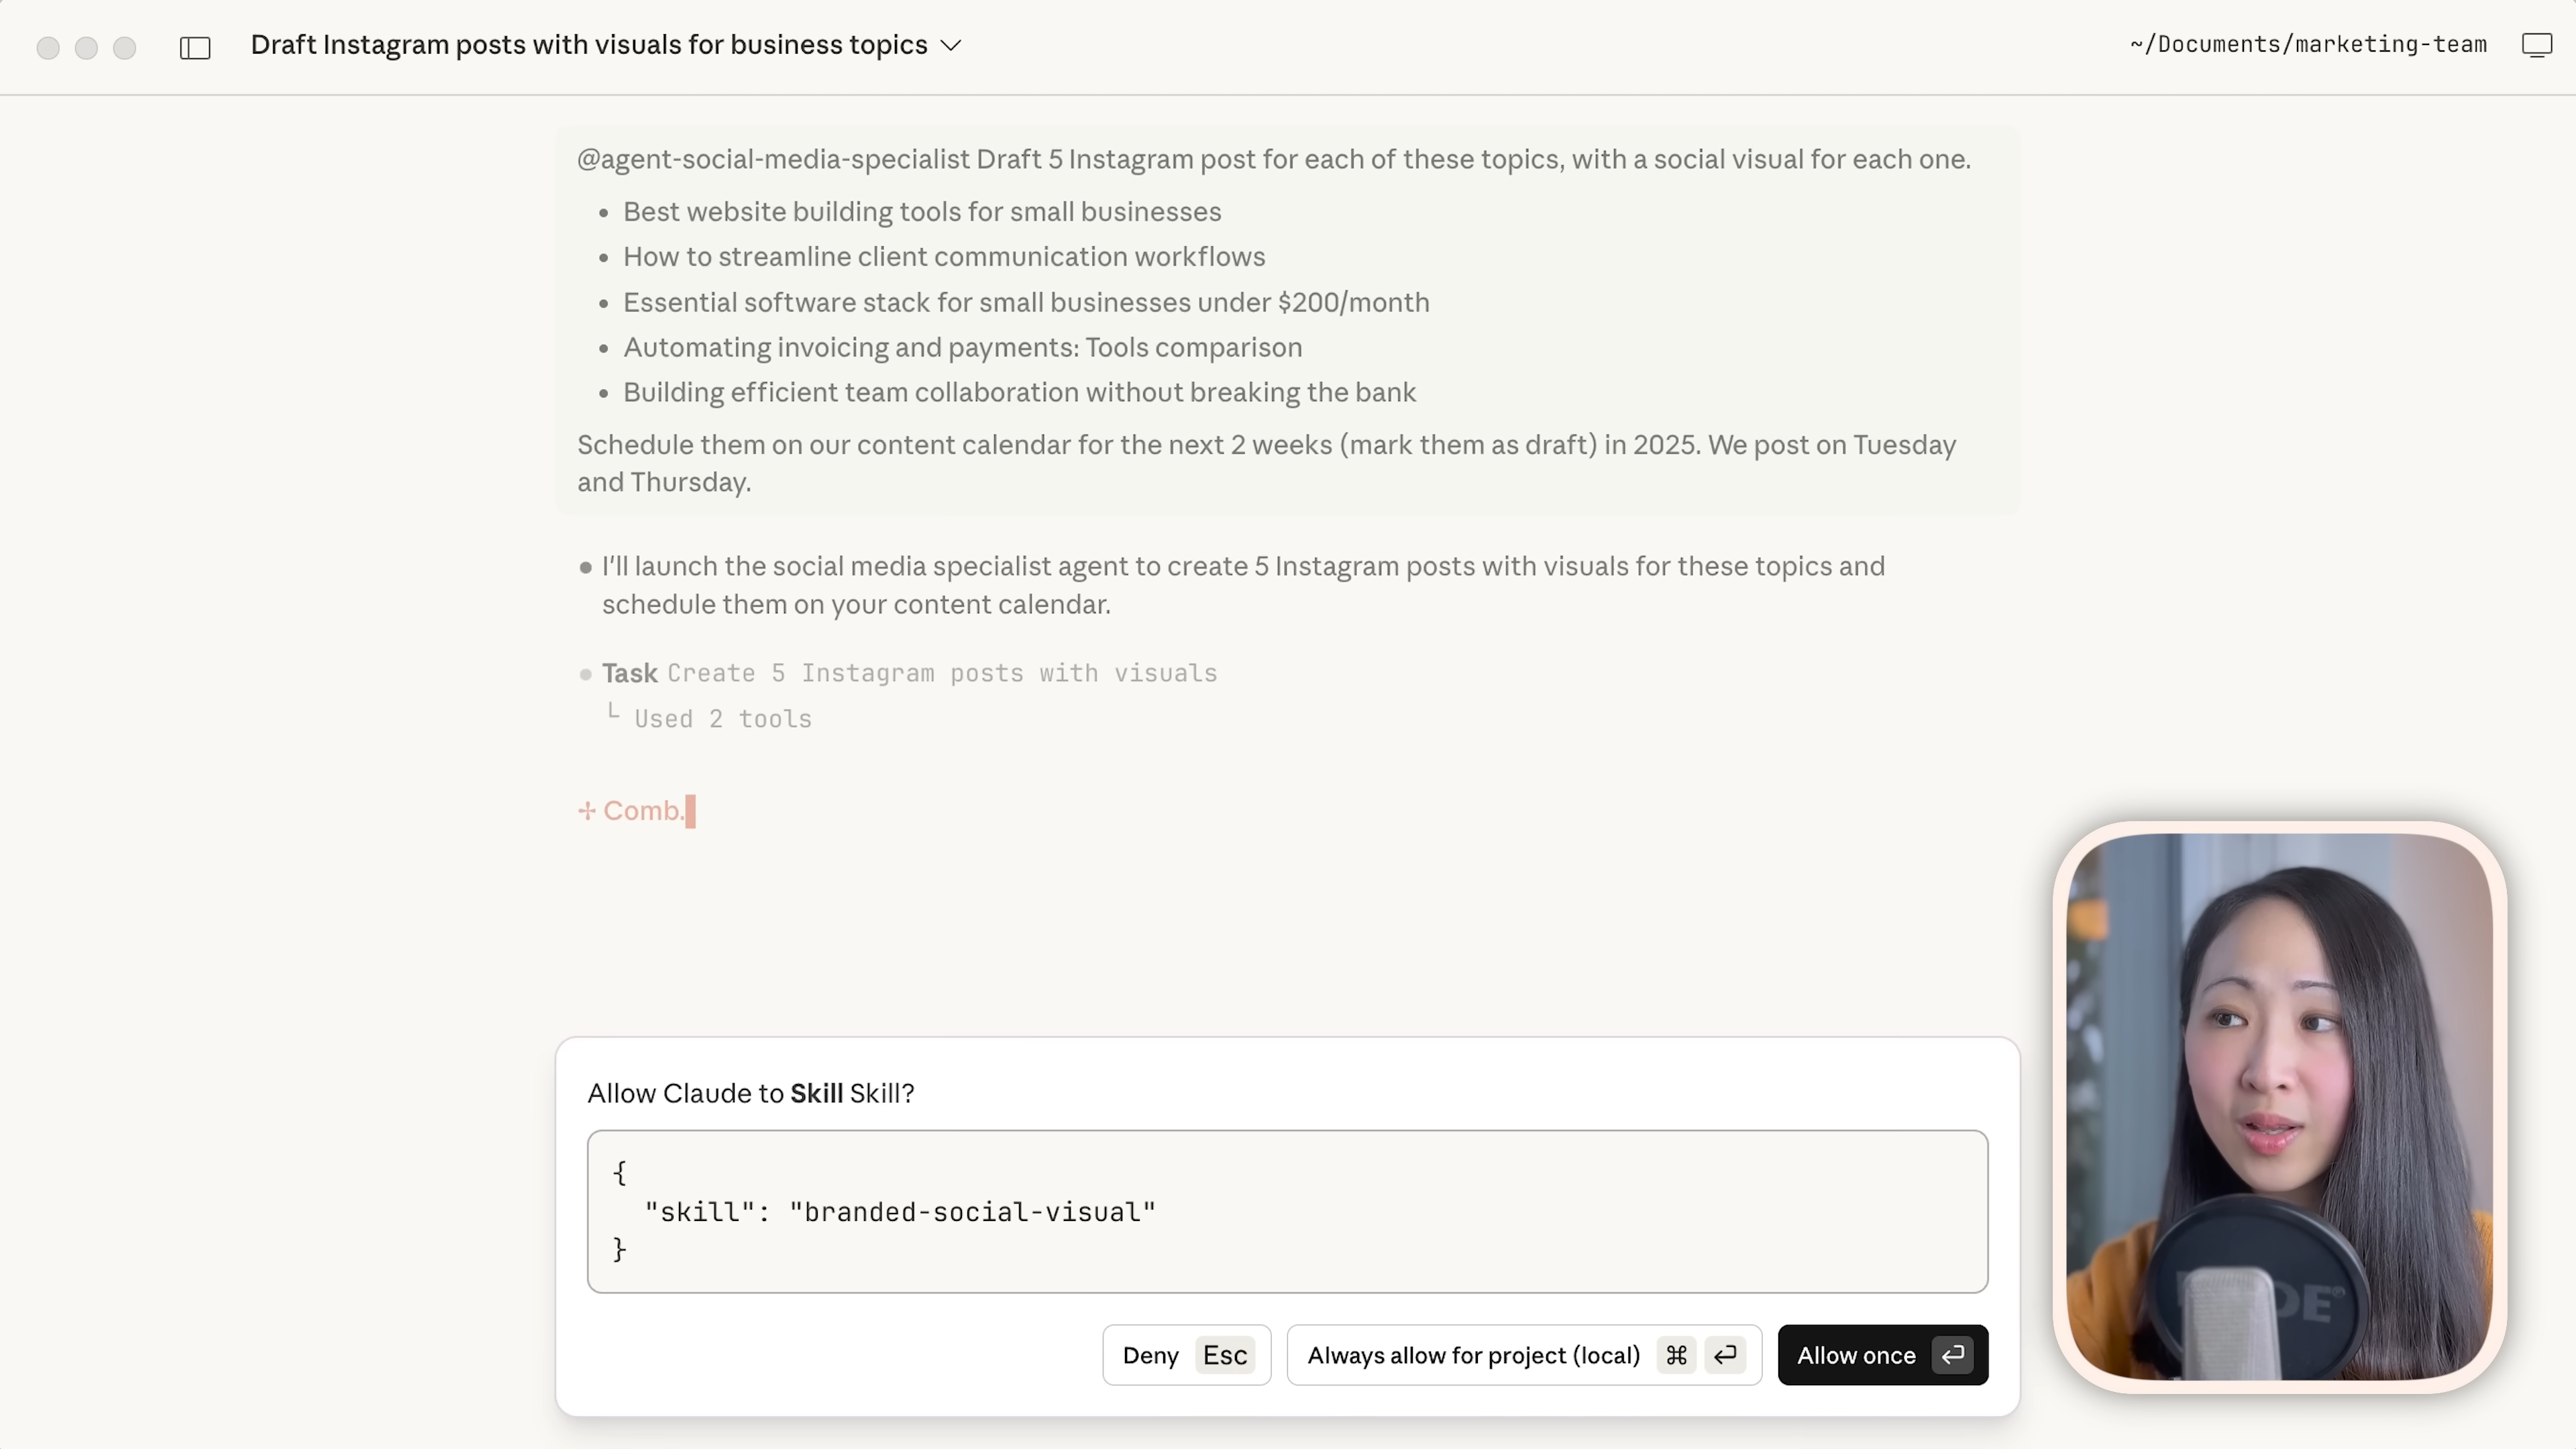 Draft Instagram posts with visuals for business topics
~/Documents/marketing-team
@agent-social-media-specialist Draft 5 Instagram post for each of these topics, with a social visual for each one.
• Best website building tools for small businesses
• How to streamline client communication workflows
• Essential software stack for small businesses under $200/month
• Automating invoicing and payments: Tools comparison
• Building efficient team collaboration without breaking the bank
Schedule them on our content calendar for the next 2 weeks (mark them as draft) in 2025. We post on Tuesday
and Thursday.
I'll launch the social media specialist agent to create 5 Instagram posts with visuals for these topics and
schedule them on your content calendar.
Task Create 5 Instagram posts with visuals
└ Used 2 tools
Comb.
Allow Claude to Skill Skill?
{
"skill": "branded-social-visual"
}
Deny Esc
Always allow for project (local) ⌘ ↵
Allow once ↵